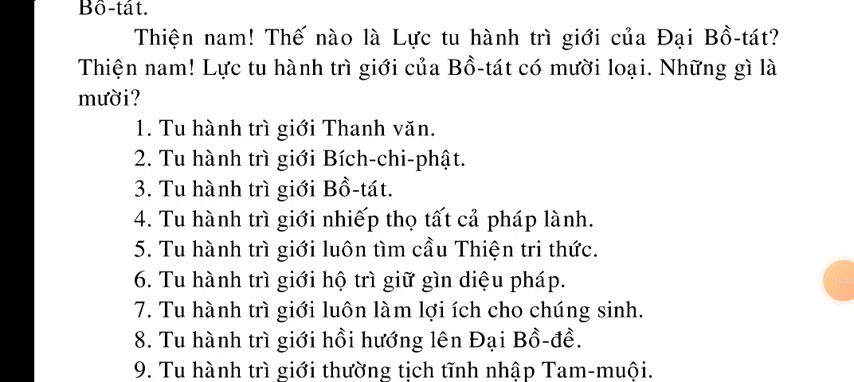 Bồ-tát.
Thiện nam! Thế nào là Lực tu hành trì giới của Đại Bồ-tát?
Thiện nam! Lực tu hành trì giới của Bồ-tát có mười loại. Những gì là
mười?
1. Tu hành trì giới Thanh văn.
2. Tu hành trì giới Bích-chi-phật.
3. Tu hành trì giới Bồ-tát.
4. Tu hành trì giới nhiếp thọ tất cả pháp lành.
5. Tu hành trì giới luôn tìm cầu Thiện tri thức.
6. Tu hành trì giới hộ trì giữ gìn diệu pháp.
7. Tu hành trì giới luôn làm lợi ích cho chúng sinh.
8. Tu hành trì giới hồi hướng lên Đại Bồ-đề.
9. Tu hành trì giới thường tịch tĩnh nhập Tam-muội.